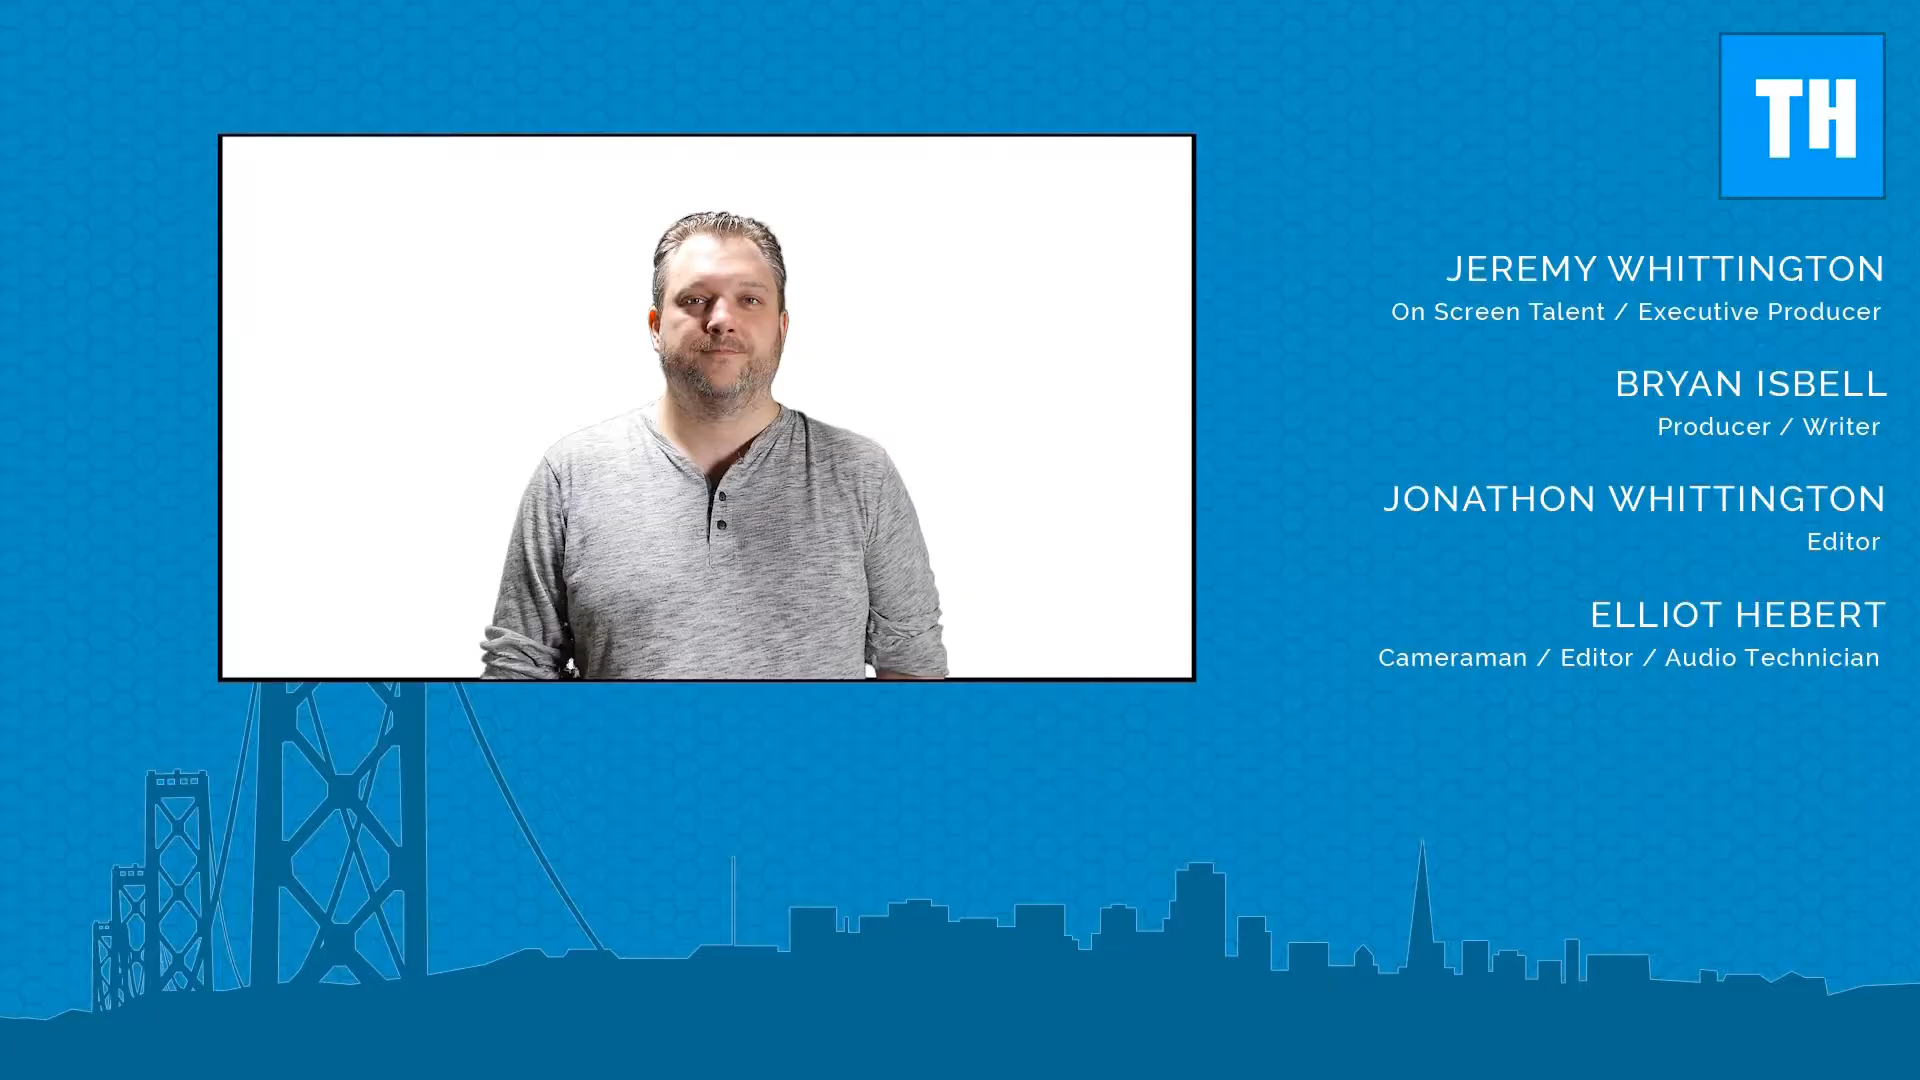 TH
JEREMY WHITTINGTON
On Screen Talent / Executive Producer
BRYAN ISBELL
Producer / Writer
JONATHON WHITTINGTON
Editor
ELLIOT HEBERT
Cameraman / Editor / Audio Technician